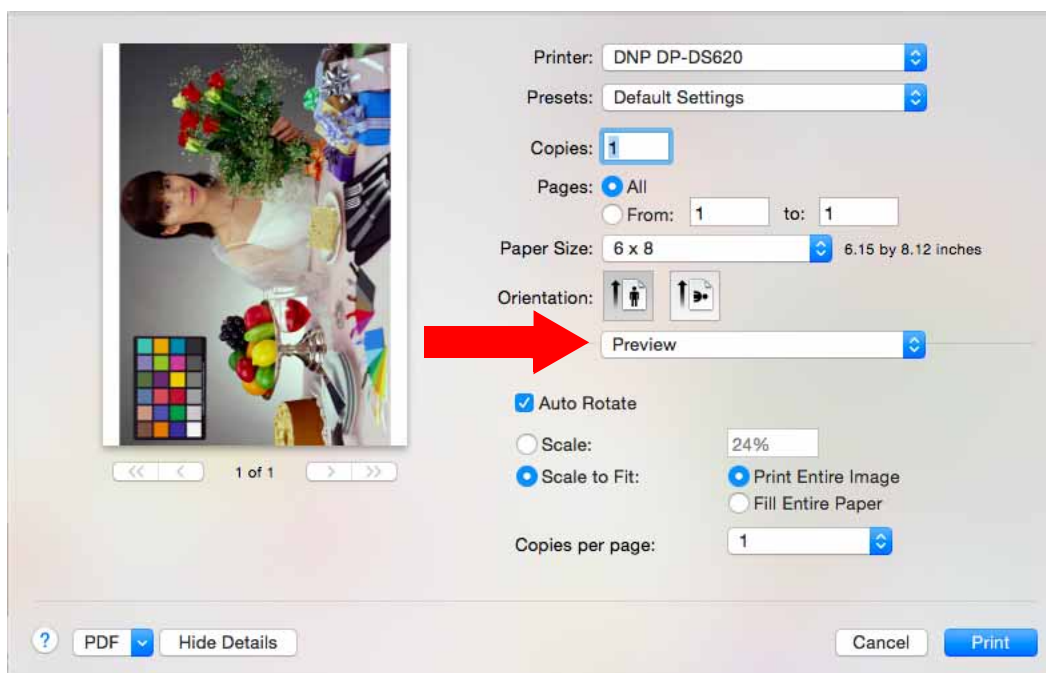 Printer: DNP DP-DS620
Presets: Default Settings
Copies: 1
Pages: All
From: 1 to: 1
Paper Size: 6 x 8 6.15 by 8.12 inches
Orientation:
Preview
Auto Rotate
Scale: 24%
Scale to Fit: Print Entire Image
Fill Entire Paper
Copies per page: 1
<< < 1 of 1 > >>
? PDF Hide Details Cancel Print